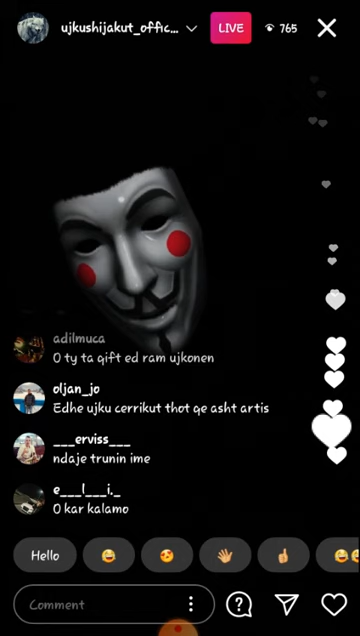 ujkushijakut_offic...
LIVE
765
adilmuca
O ty ta qift ed ram ujkonen
oljan_jo
Edhe ujku cerrikut thot qe asht artis
___erviss___
ndaje trunin ime
e___l___i._
O kar kalamo
Hello
Comment